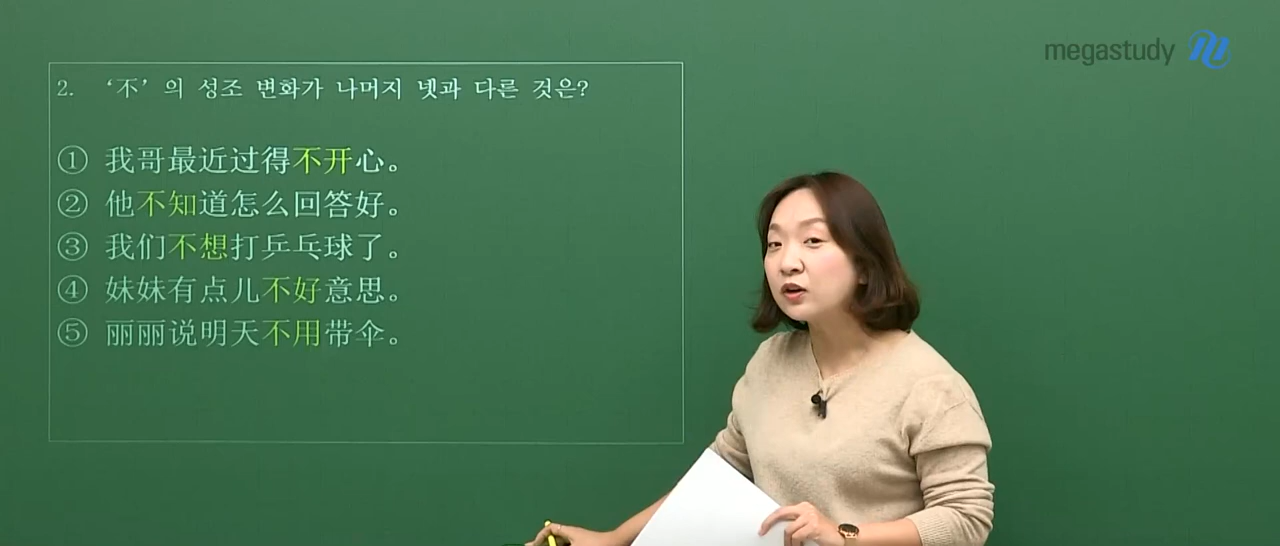 megastudy
2. ‘不’의 성조 변화가 나머지 넷과 다른 것은?
① 我哥最近过得不开心。
② 他不知道怎么回答好。
③ 我们不想打乒乓球了。
④ 妹妹有点儿不好意思。
⑤ 丽丽说明天不用带伞。